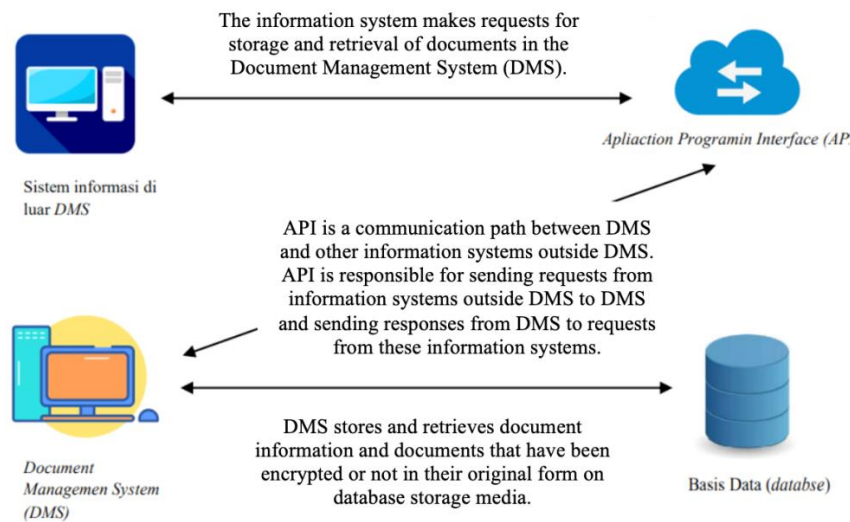 The information system makes requests for
storage and retrieval of documents in the
Document Management System (DMS).
Apliaction Programin Interface (AP
Sistem informasi di
luar DMS
API is a communication path between DMS
and other information systems outside DMS.
API is responsible for sending requests from
information systems outside DMS to DMS
and sending responses from DMS to requests
from these information systems.
DMS stores and retrieves document
information and documents that have been
encrypted or not in their original form on
database storage media.
Document
Managemen System
(DMS)
Basis Data (databse)